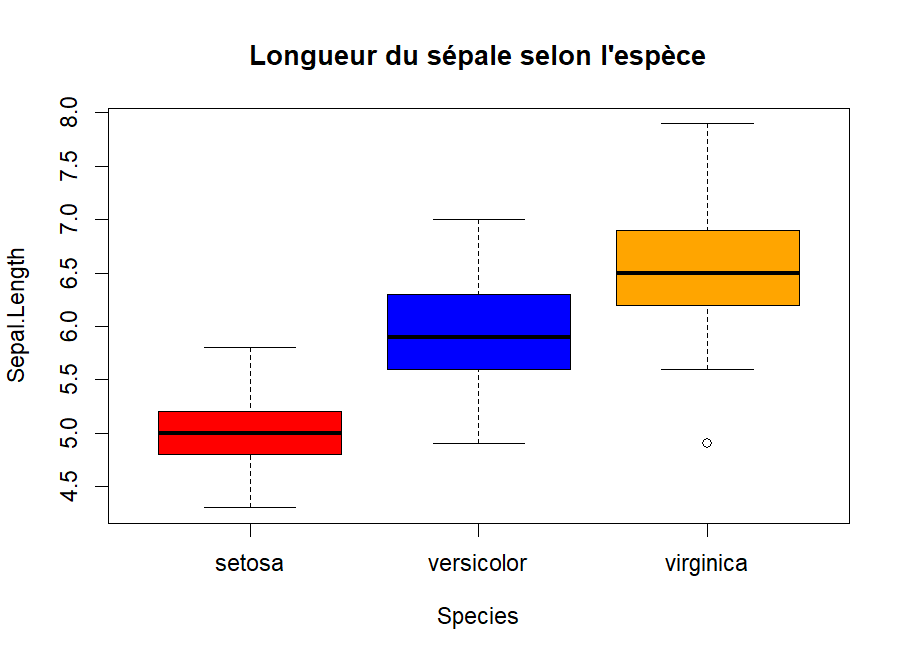 Longueur du sépale selon l'espèce
Sepal.Length
8.0
7.5
7.0
6.5
6.0
5.5
5.0
4.5
setosa versicolor virginica
Species